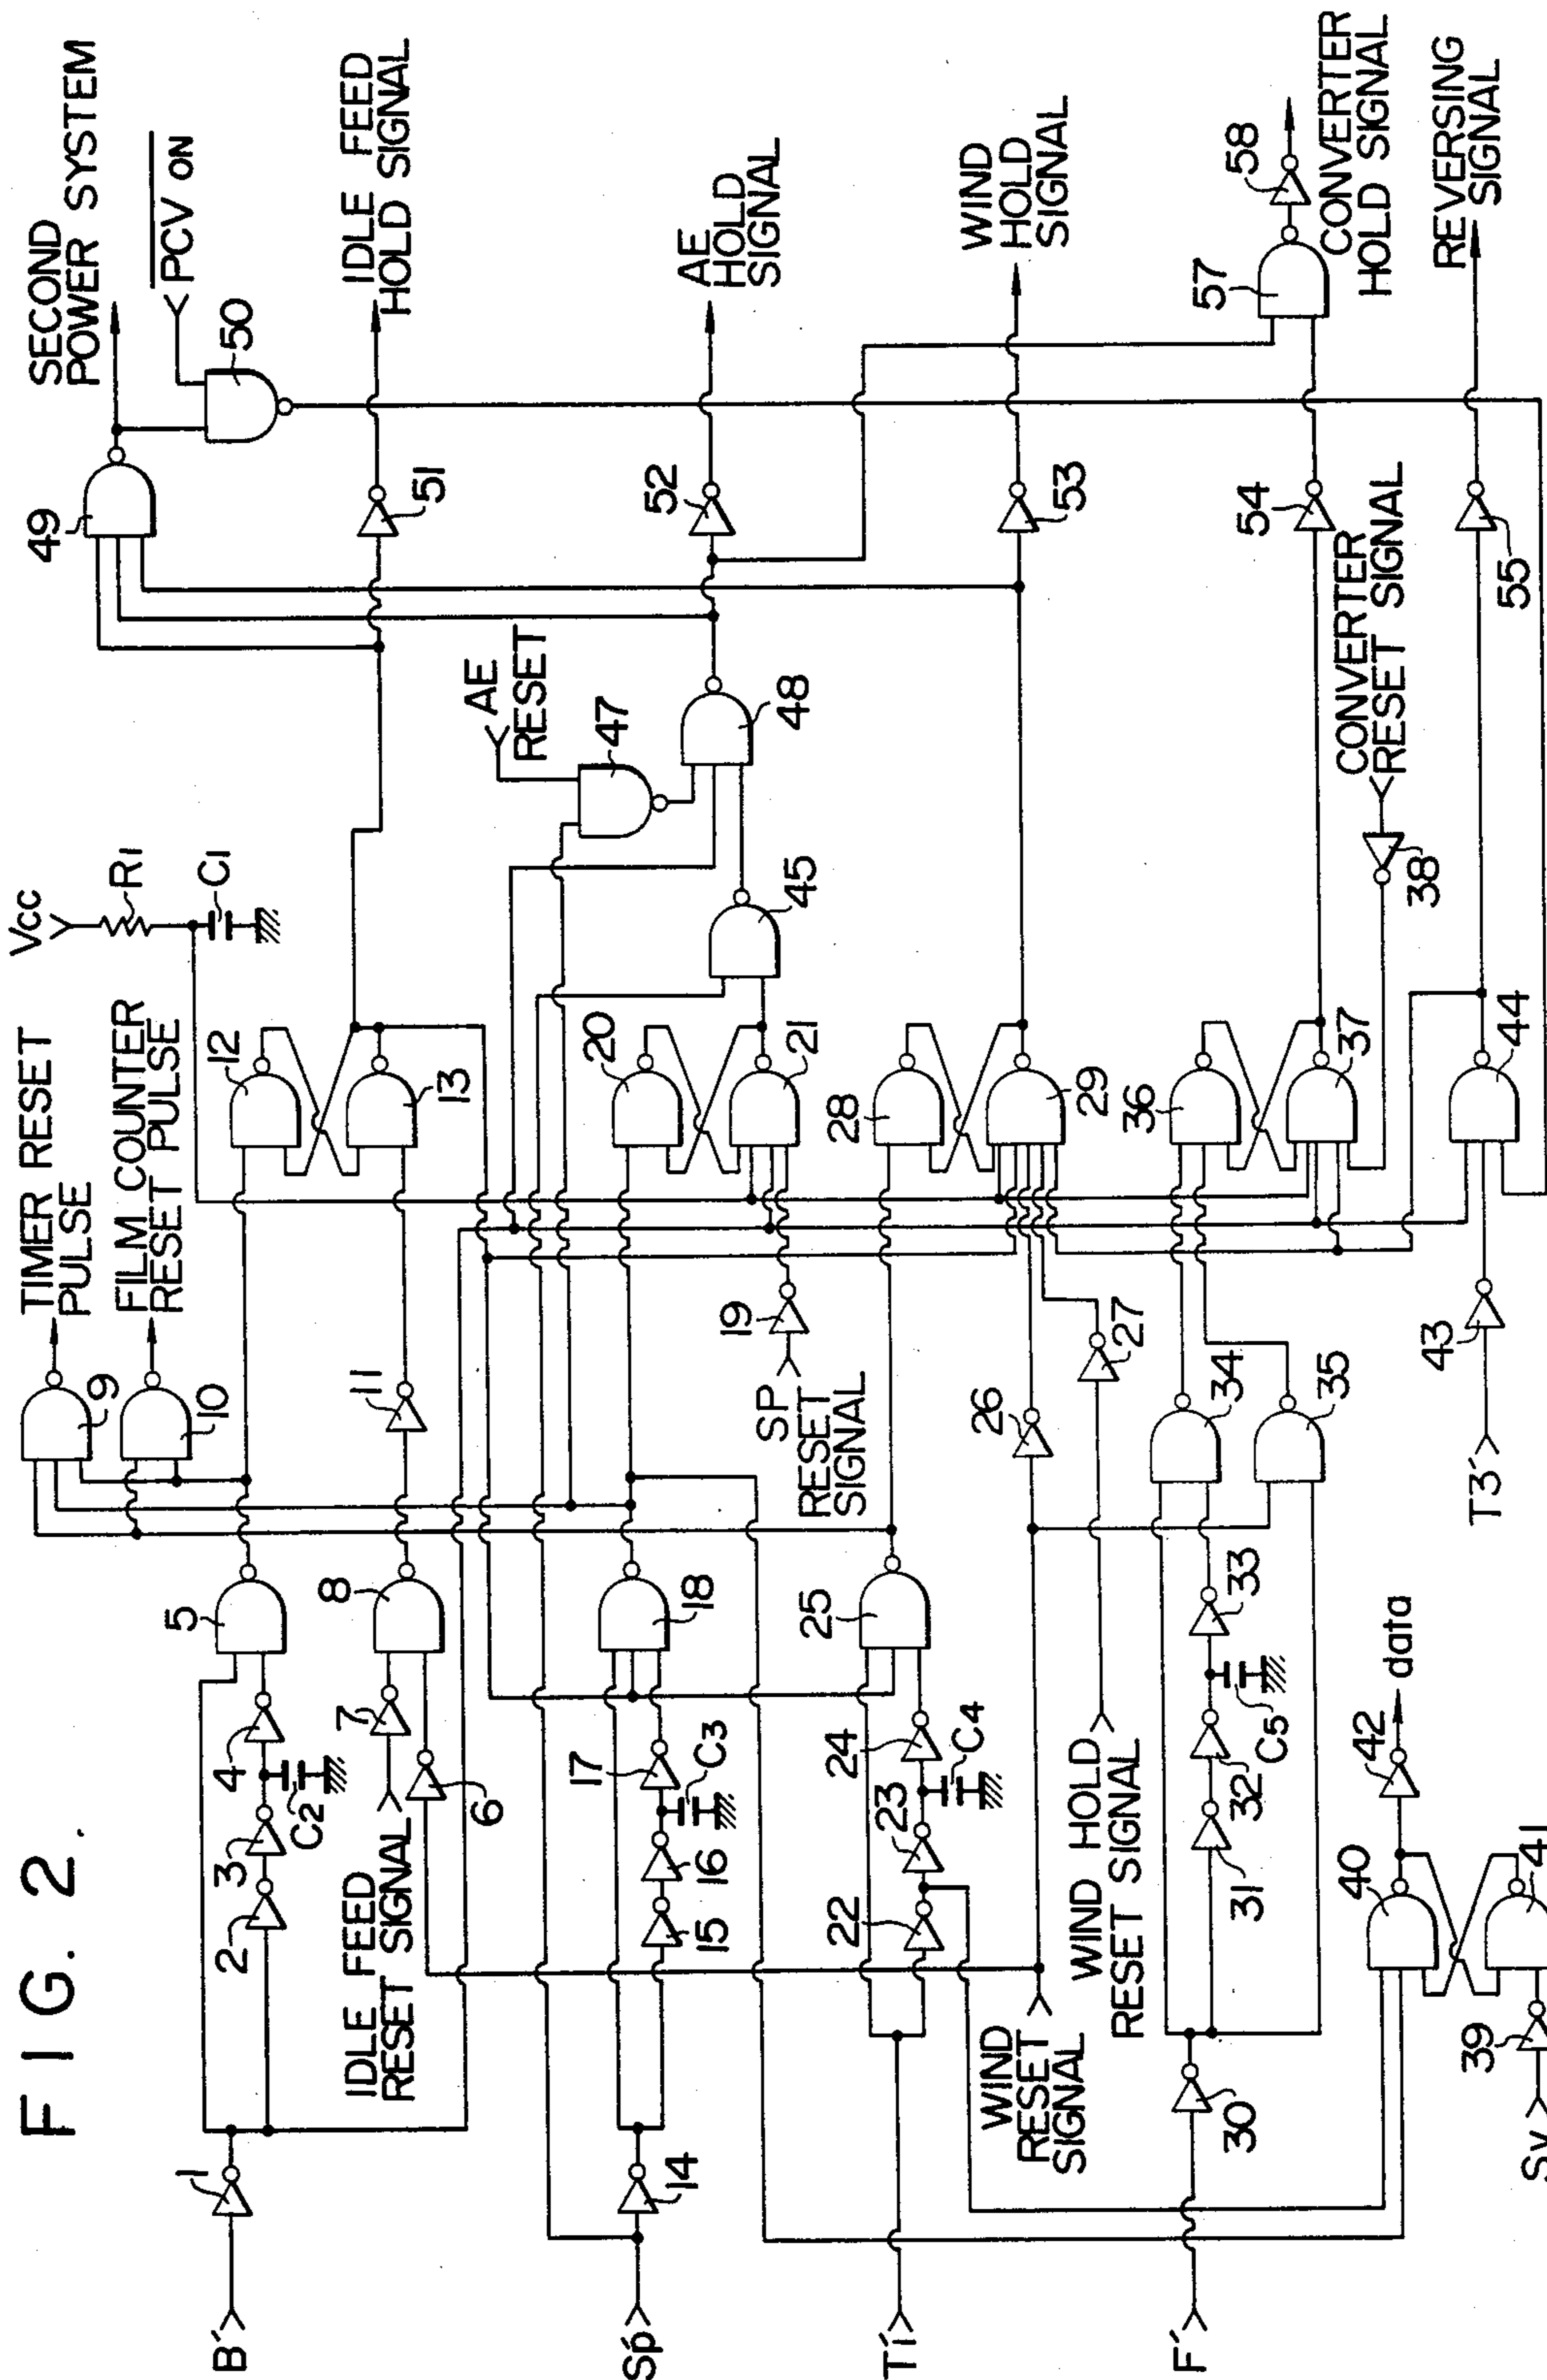 FIG. 2.
SECOND
POWER SYSTEM
PCV ON
IDLE FEED
HOLD SIGNAL
AE
HOLD
SIGNAL
WIND
HOLD
SIGNAL
CONVERTER
HOLD SIGNAL
REVERSING
SIGNAL
49
50
51
52
53
54
55
57
58
AE
RESET
47
48
45
CONVERTER
RESET SIGNAL
38
Vcc
R1
C1
TIMER RESET
PULSE
FILM COUNTER
RESET PULSE
9
10
12
13
11
20
21
28
29
36
37
44
19
SP
RESET
SIGNAL
26
27
34
35
43
T3'
5
8
18
25
4
3
2
C2
7
6
IDLE FEED
RESET SIGNAL
17
16
15
C3
24
23
22
C4
33
32
31
C5
WIND
RESET
SIGNAL
WIND HOLD
RESET SIGNAL
data
42
40
41
39
Sv
1
14
30
B'
S'p
T'i
F'